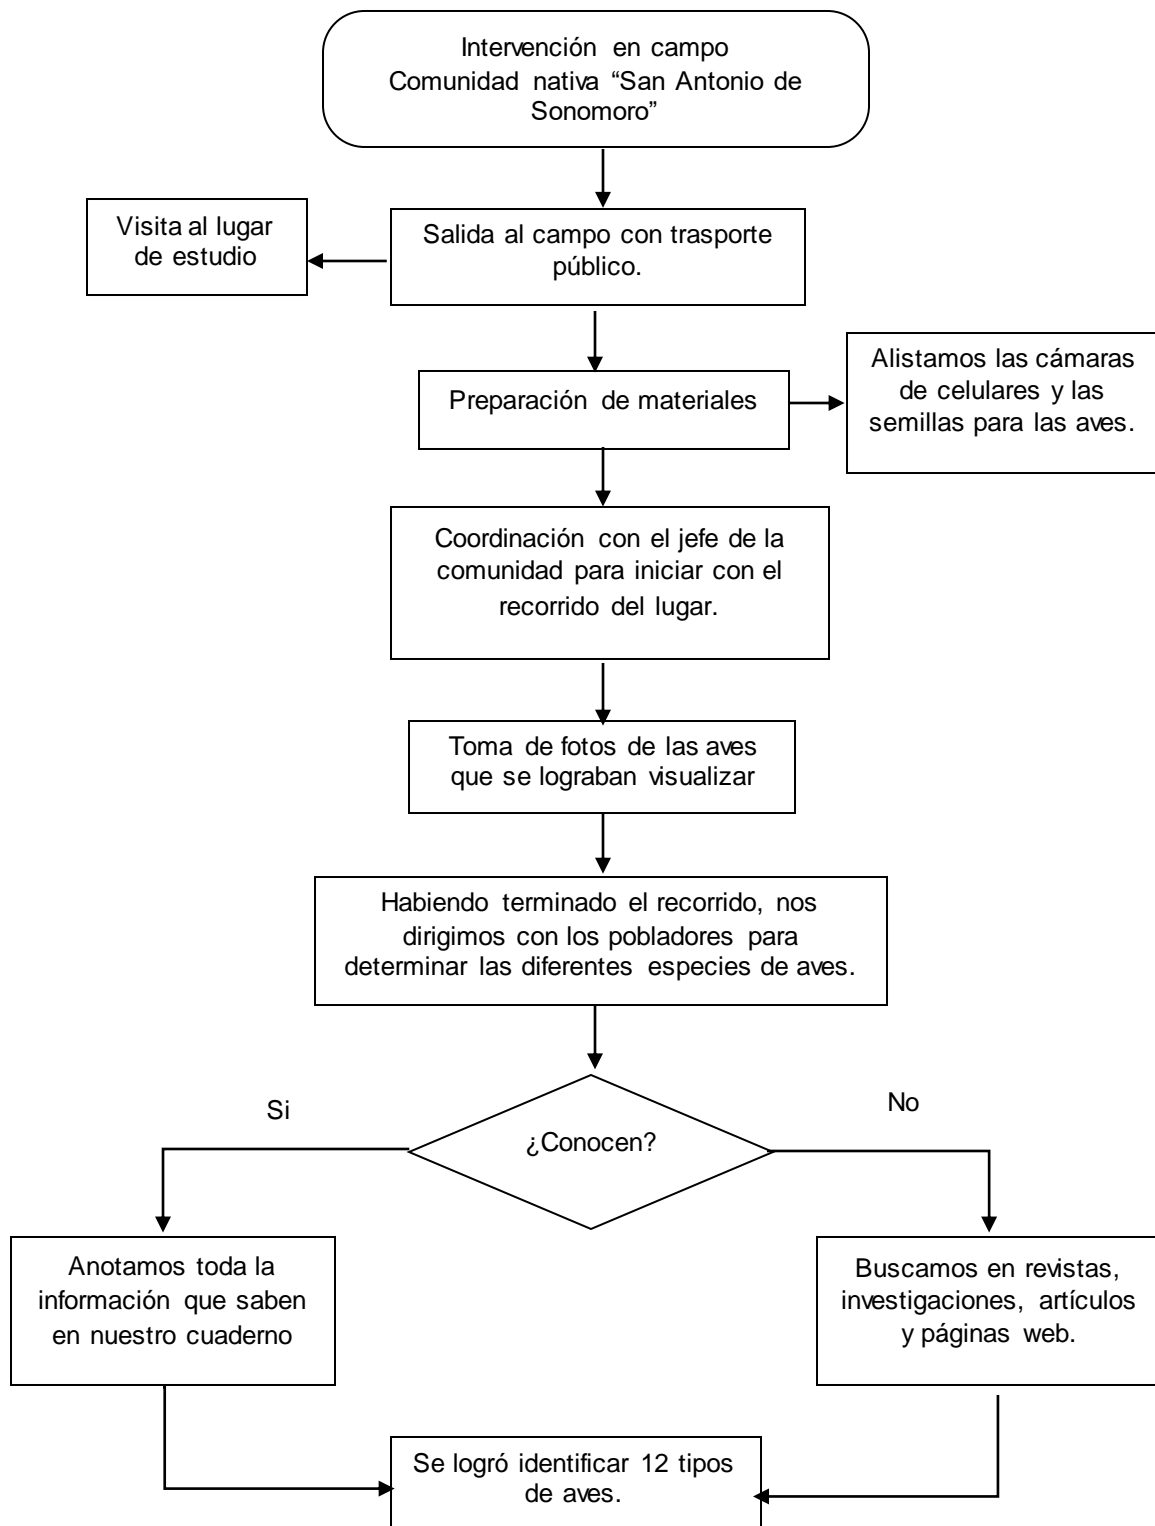 Intervención en campo
Comunidad nativa “San Antonio de
Sonomoro”
Visita al lugar
de estudio
Salida al campo con trasporte
público.
Preparación de materiales
Alistamos las cámaras
de celulares y las
semillas para las aves.
Coordinación con el jefe de la
comunidad para iniciar con el
recorrido del lugar.
Toma de fotos de las aves
que se lograban visualizar
Habiendo terminado el recorrido, nos
dirigimos con los pobladores para
determinar las diferentes especies de aves.
Si
No
¿Conocen?
Anotamos toda la
información que saben
en nuestro cuaderno
Buscamos en revistas,
investigaciones, artículos
y páginas web.
Se logró identificar 12 tipos
de aves.